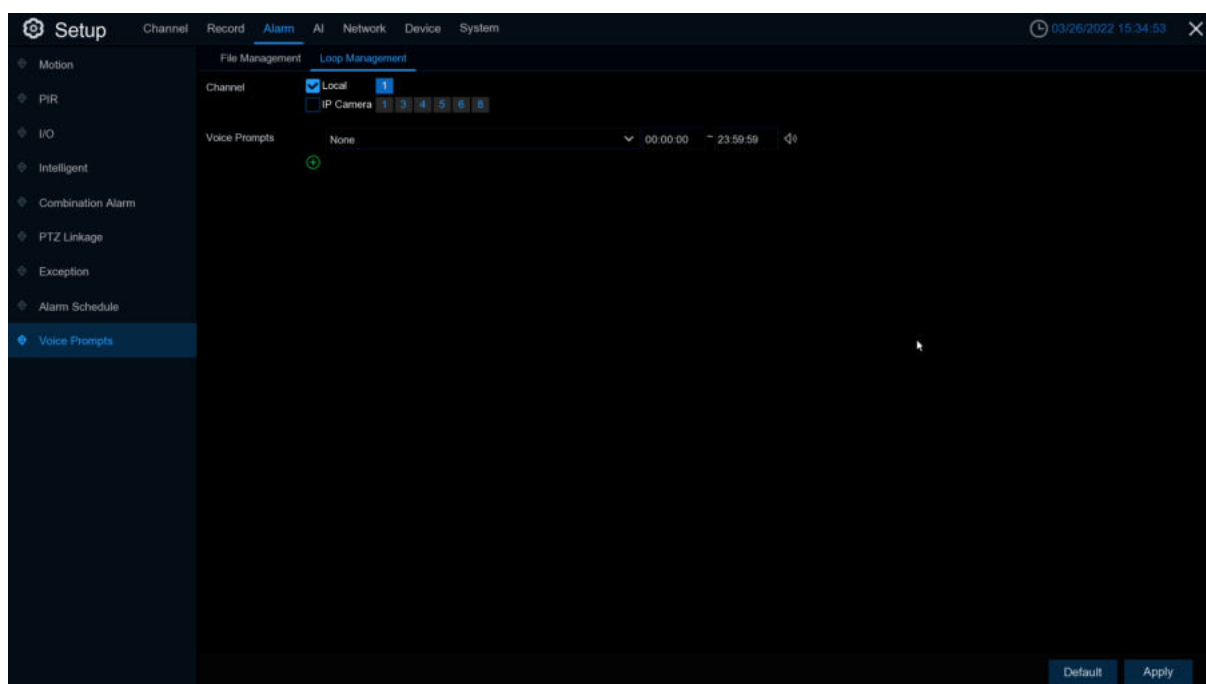 Setup Channel Record Alarm AI Network Device System 03/26/2022 15:34:53
File Management Loop Management
Motion
PIR
I/O
Intelligent
Combination Alarm
PTZ Linkage
Exception
Alarm Schedule
Voice Prompts
Channel Local 1
IP Camera 1 3 4 5 6 8
Voice Prompts None 00:00:00 ~ 23:59:59
Default Apply